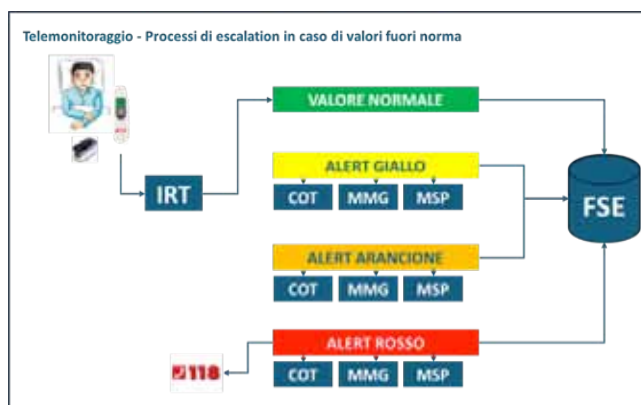 Telemonitoraggio - Processi di escalation in caso di valori fuori norma
VALORE NORMALE
ALERT GIALLO
IRT
COT MMG MSP
FSE
ALERT ARANCIONE
COT MMG MSP
ALERT ROSSO
118
COT MMG MSP